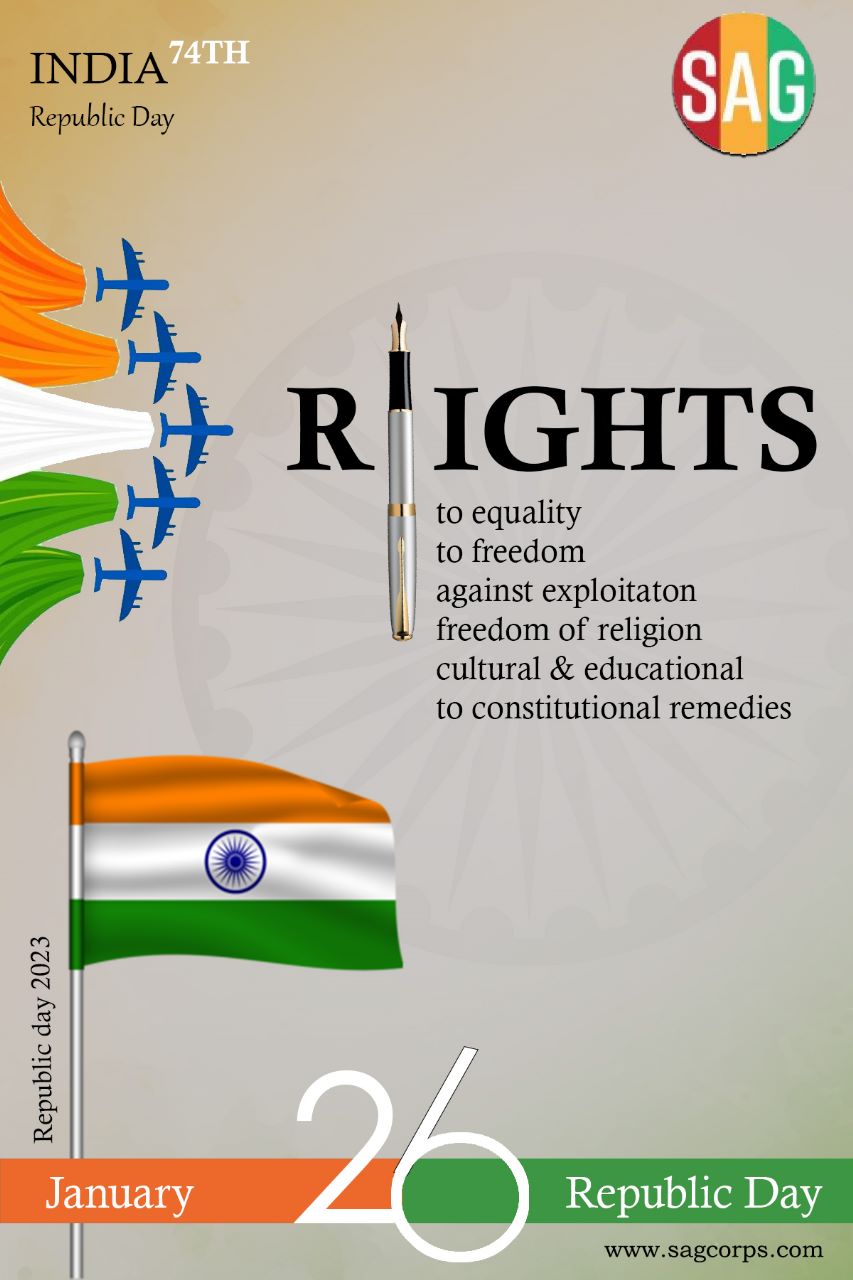 INDIA 74TH
Republic Day
SAG
RIGHTS
to equality
to freedom
against exploitaton
freedom of religion
cultural & educational
to constitutional remedies
Republic day 2023
January 26 Republic Day
www.sagcorps.com